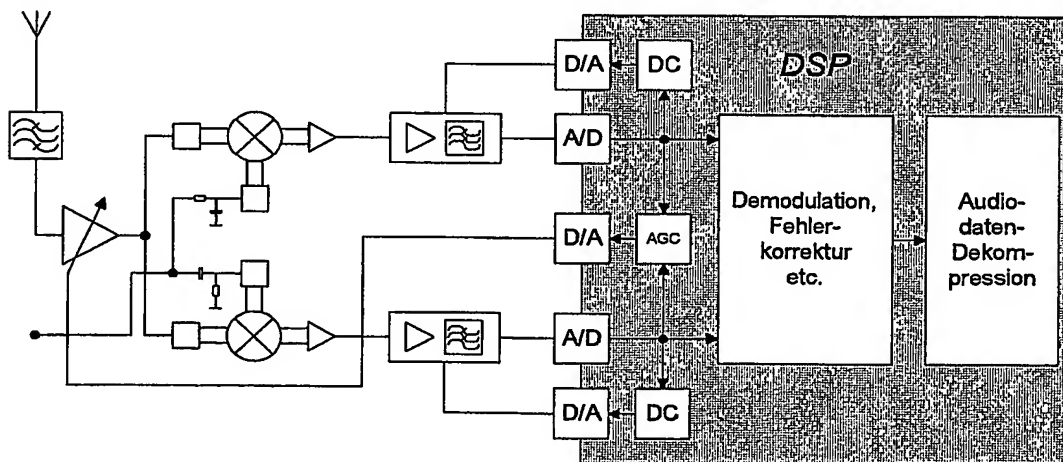 D/A
DC
DSP
A/D
D/A
AGC
Demodulation,
Fehler-
korrektur
etc.
Audio-
daten-
Dekom-
pression
A/D
D/A
DC